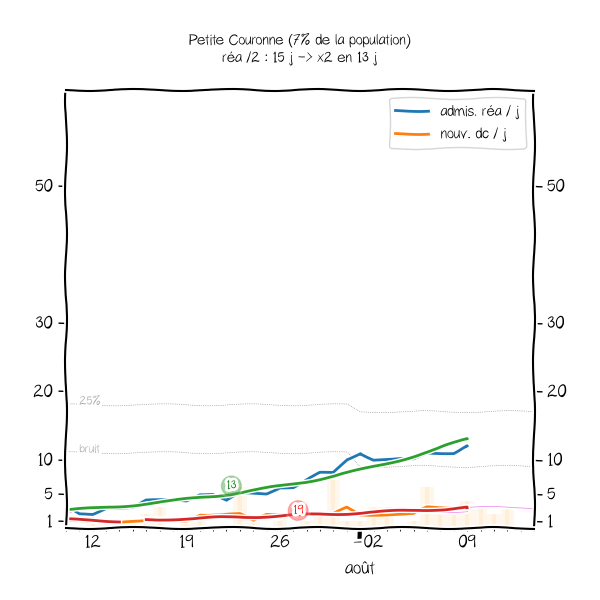 Petite Couronne (7% de la population)
réa /2 : 15 j -> x2 en 13 j
admis. réa / j
nouv. dc / j
50 50
30 30
20 20
25%
bruit
10 10
13
5 5
19
1 1
12 19 26 02 09
août